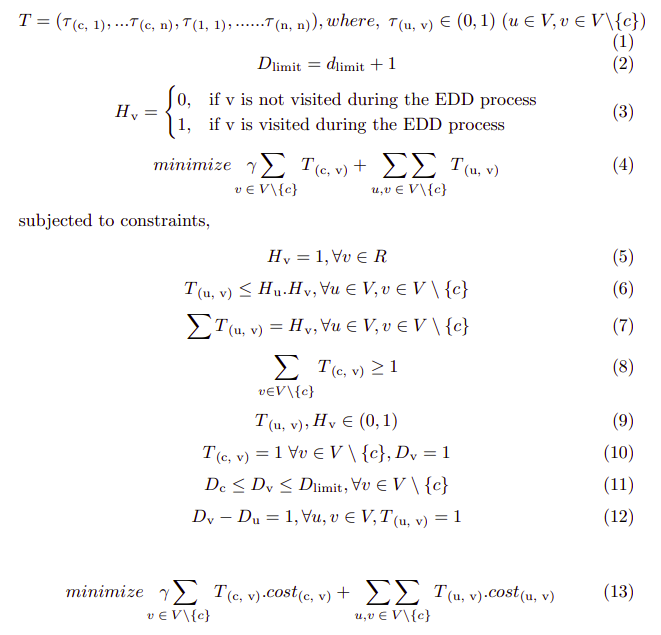 T = (τ(c, 1), ...τ(c, n), τ(1, 1), ......τ(n, n)), where, τ(u, v) ∈ (0, 1) (u ∈ V, v ∈ V\{c})
(1)
Dlimit = dlimit + 1 (2)
Hv = {0, if v is not visited during the EDD process
1, if v is visited during the EDD process (3)
minimize γ ∑ T(c, v) + ∑∑ T(u, v) (4)
v ∈ V\{c} u,v ∈ V\{c}
subjected to constraints,
Hv = 1, ∀v ∈ R (5)
T(u, v) ≤ Hu.Hv, ∀u ∈ V, v ∈ V \ {c} (6)
∑ T(u, v) = Hv, ∀u ∈ V, v ∈ V \ {c} (7)
∑ T(c, v) ≥ 1 (8)
v∈V\{c}
T(u, v), Hv ∈ (0, 1) (9)
T(c, v) = 1 ∀v ∈ V \ {c}, Dv = 1 (10)
Dc ≤ Dv ≤ Dlimit, ∀v ∈ V \ {c} (11)
Dv − Du = 1, ∀u, v ∈ V, T(u, v) = 1 (12)
minimize γ ∑ T(c, v).cost(c, v) + ∑∑ T(u, v).cost(u, v) (13)
v ∈ V\{c} u,v ∈ V\{c}